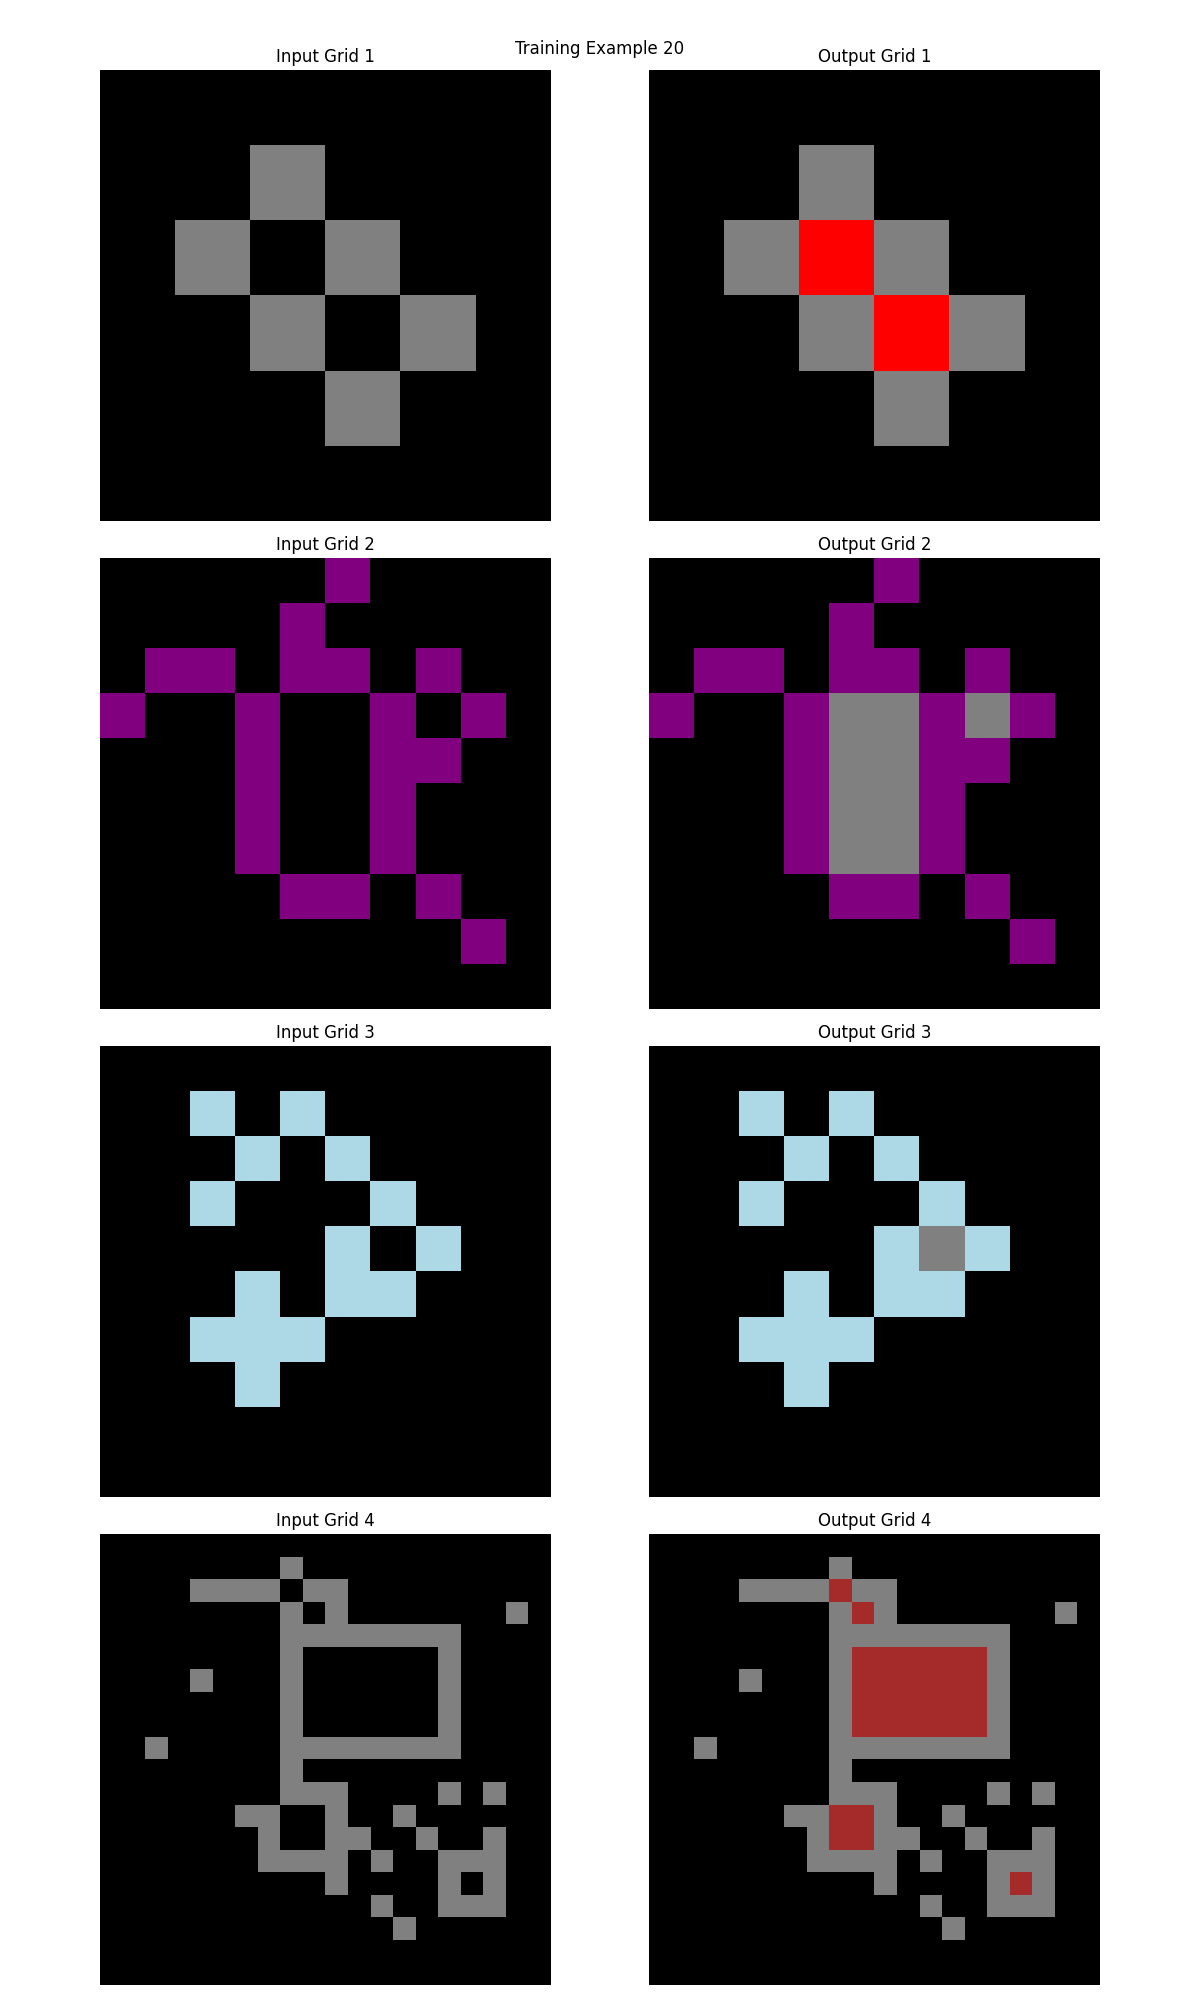 Training Example 20
Input Grid 1
Output Grid 1
Input Grid 2
Output Grid 2
Input Grid 3
Output Grid 3
Input Grid 4
Output Grid 4